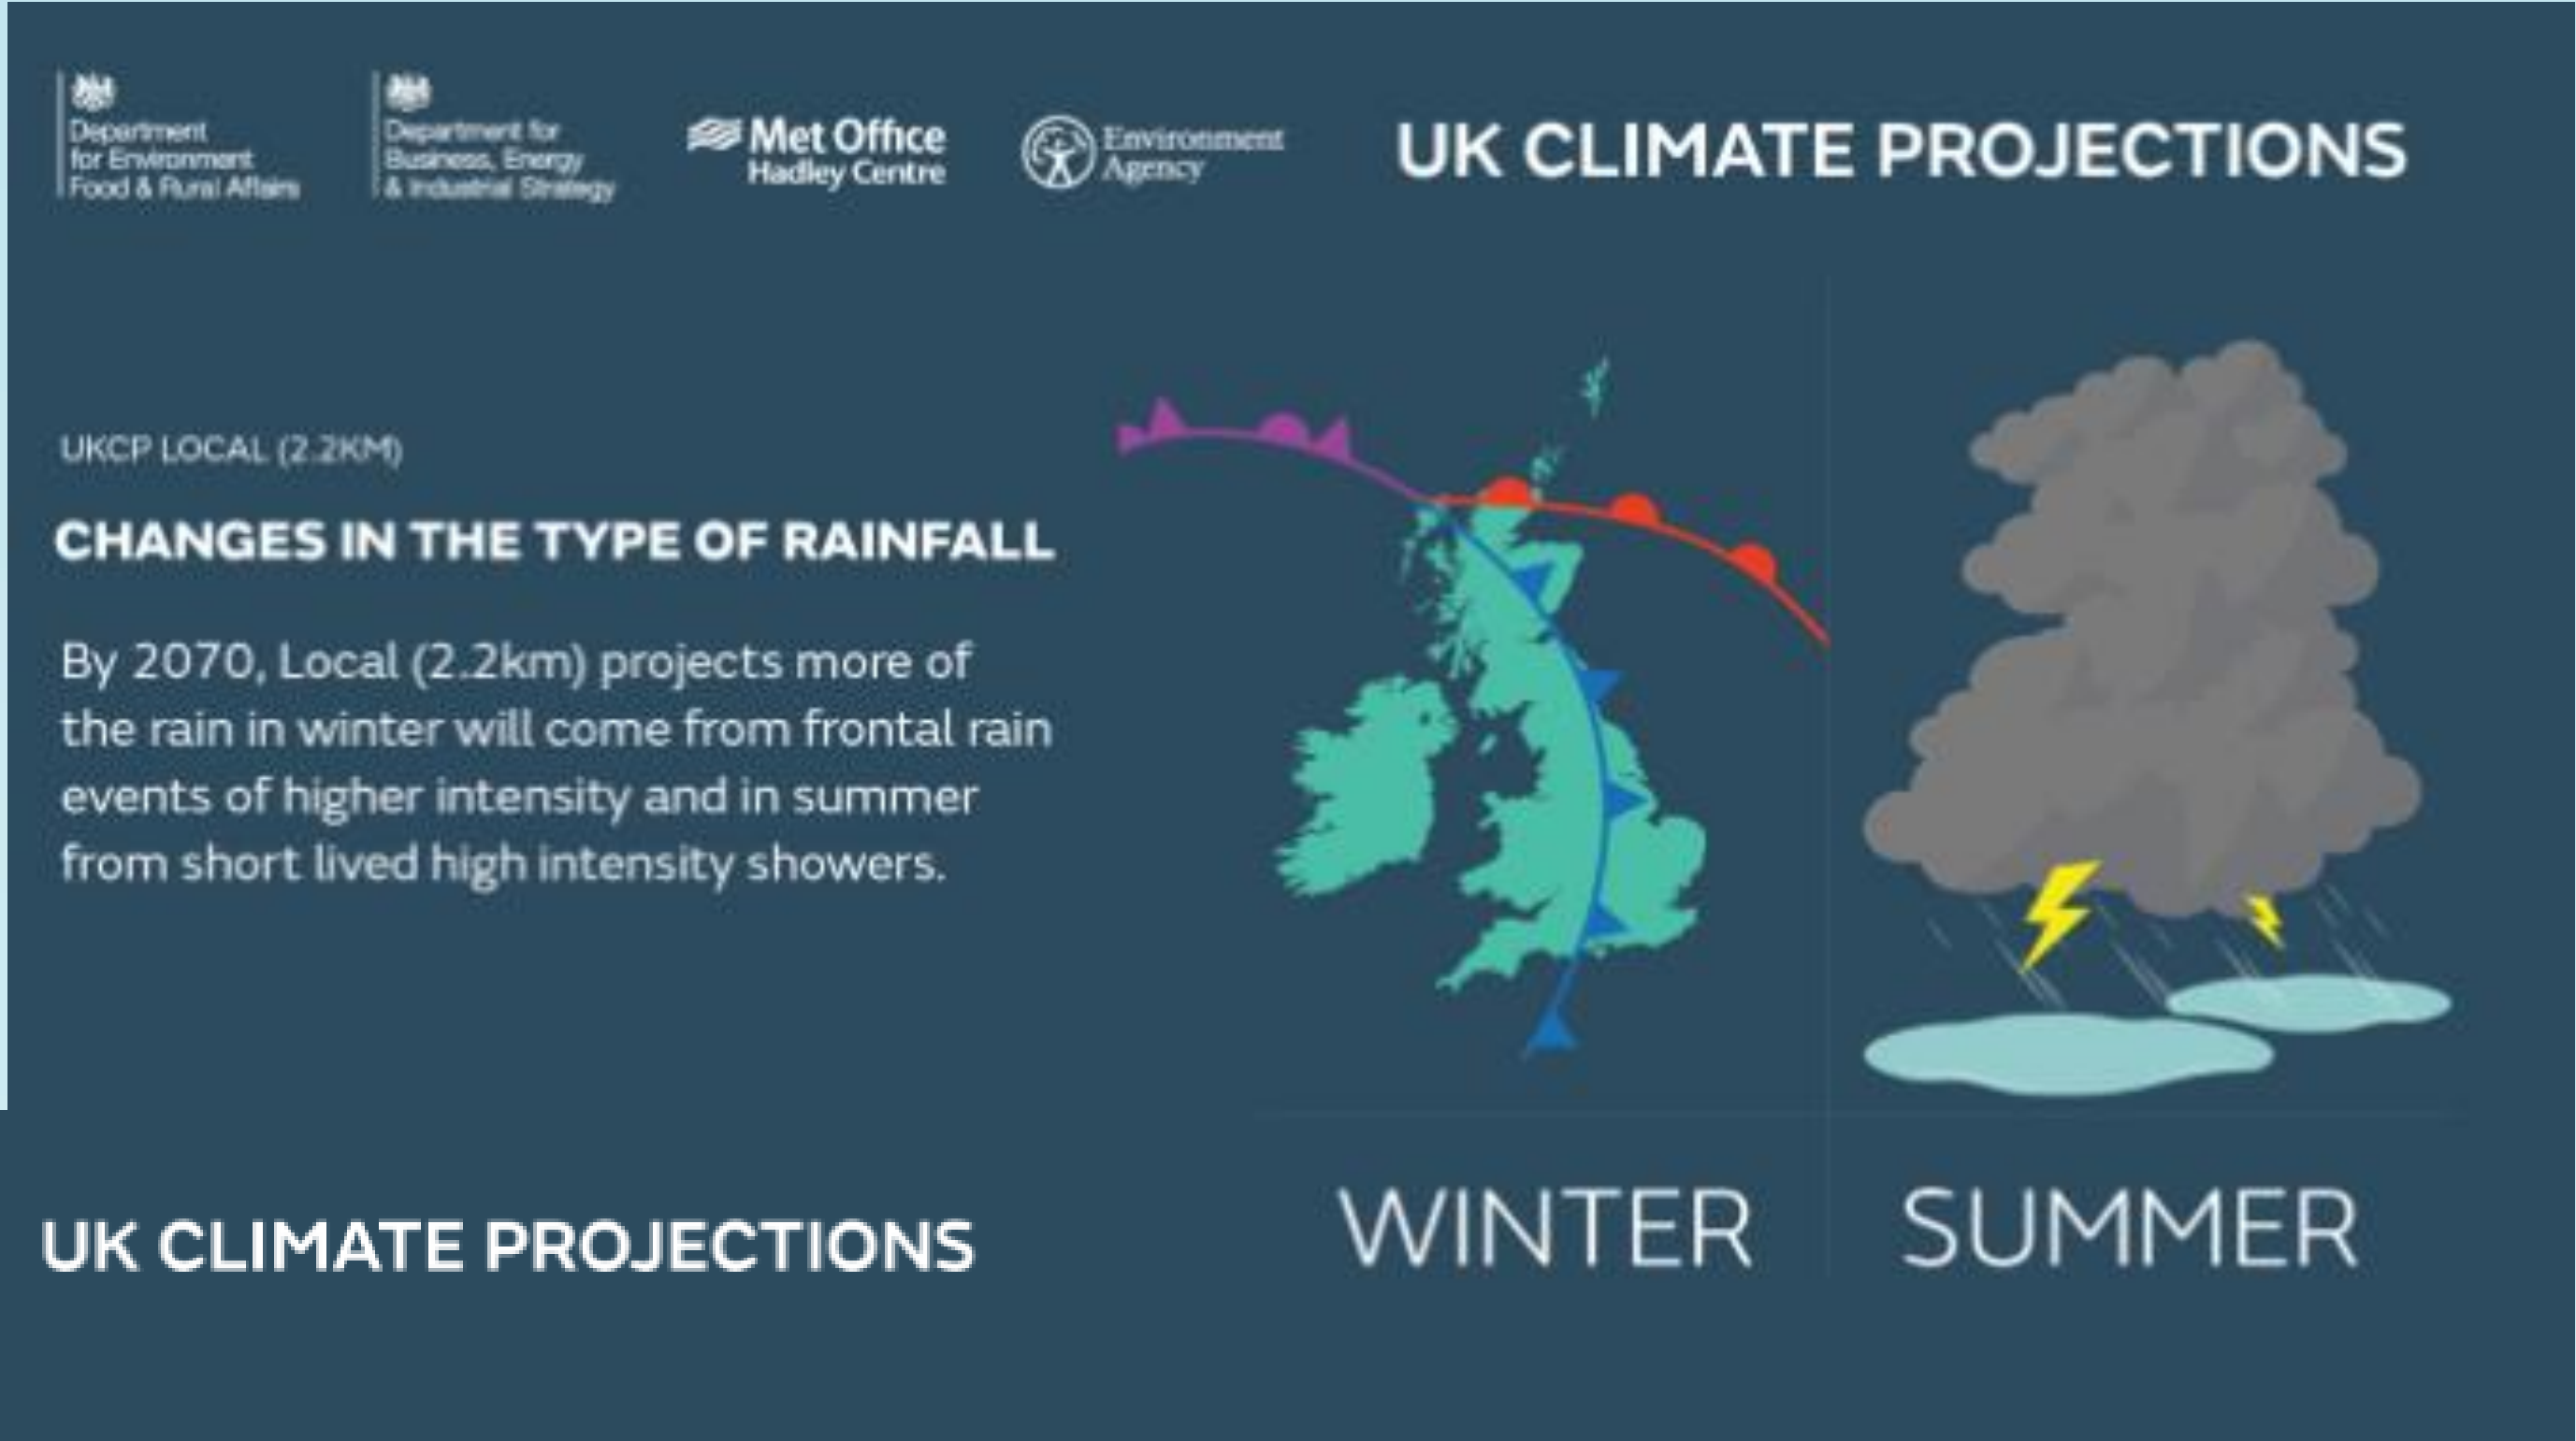 Department
for Environment
Food & Rural Affairs
Department for
Business, Energy
& Industrial Strategy
Met Office
Hadley Centre
Environment
Agency
UK CLIMATE PROJECTIONS
UKCP LOCAL (2.2KM)
CHANGES IN THE TYPE OF RAINFALL
By 2070, Local (2.2km) projects more of
the rain in winter will come from frontal rain
events of higher intensity and in summer
from short lived high intensity showers.
WINTER
SUMMER
UK CLIMATE PROJECTIONS